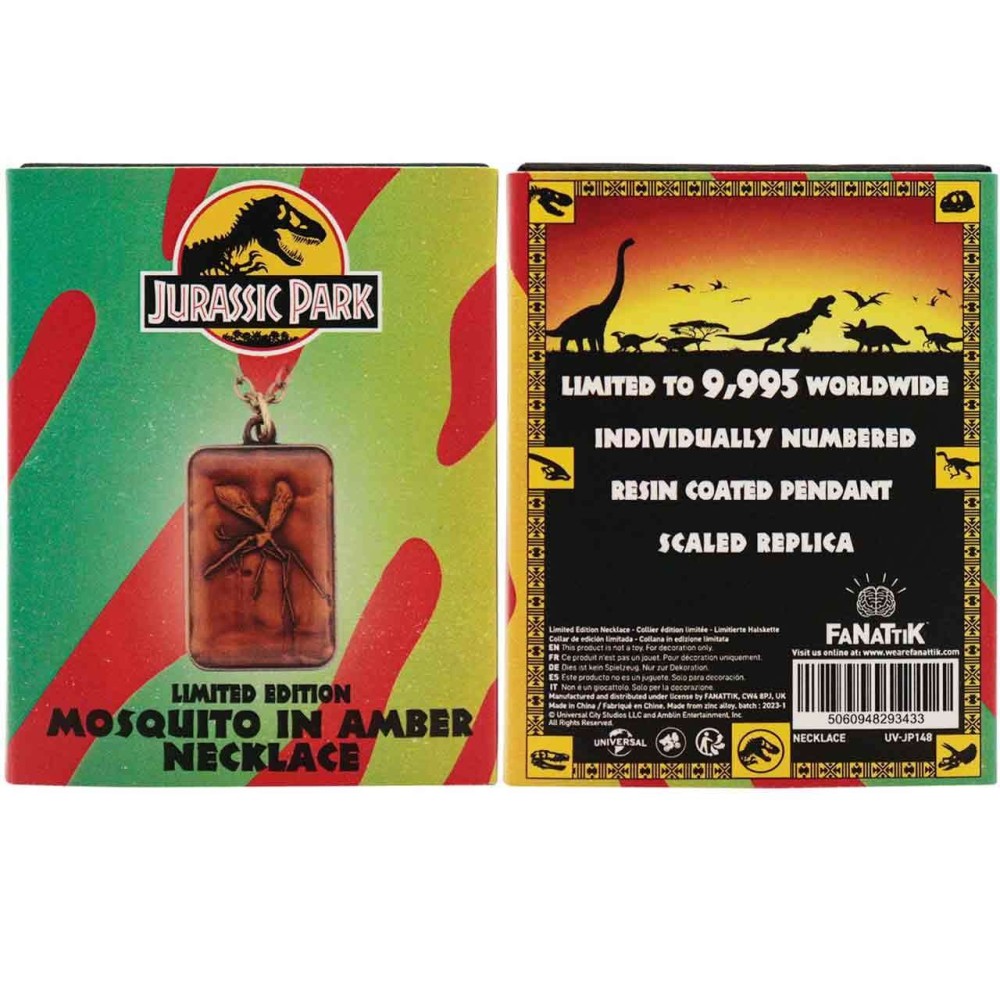 JURASSIC PARK
LIMITED EDITION
MOSQUITO IN AMBER
NECKLACE
LIMITED TO 9,995 WORLDWIDE
INDIVIDUALLY NUMBERED
RESIN COATED PENDANT
SCALED REPLICA
FANATTIK
Visit us online at: www.wearefanattik.com
Limited Edition Necklace - Collier édition limitée - Limitierte Halskette
Collar de edición limitada - Collana in edizione limitata
EN This product is not a toy. For decoration only.
FR Ce produit n'est pas un jouet. Pour décoration uniquement.
DE Dies ist kein Spielzeug. Nur zur Dekoration.
ES Este producto no es un juguete. Solo para decoración.
IT Non è un giocattolo. Solo per la decorazione.
Manufactured and distributed under license by FANATTIK, CW4 8PJ, UK
Made in China / Fabriqué en Chine. Made from zinc alloy, batch : 2023-1
© Universal City Studios LLC and Amblin Entertainment, Inc.
All Rights Reserved.
5060948293433
NECKLACE UV-JP148
UNIVERSAL